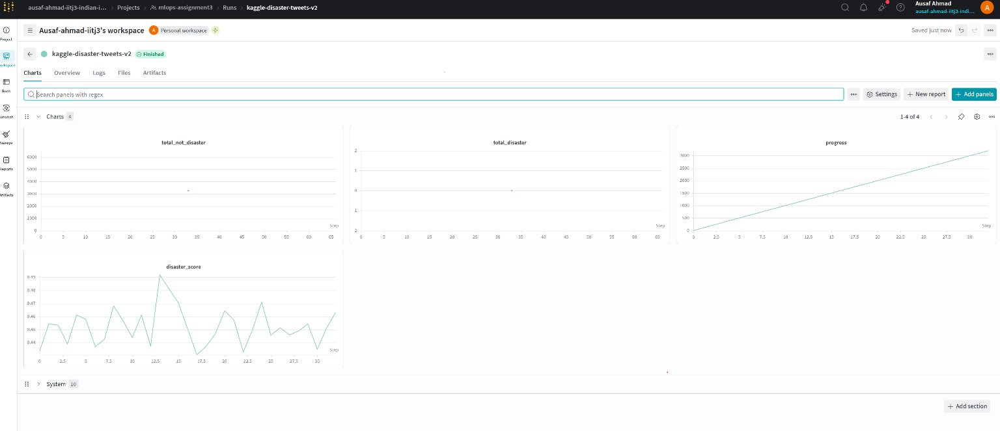 ausaf-ahmad-iitj3-indian-i... > Projects > mlops-assignment3 > Runs > kaggle-disaster-tweets-v2
Ausaf Ahmad
ausaf-ahmad-iitj3-indi...
A
Ausaf-ahmad-iitj3's workspace A Personal workspace
Saved just now
Project
orkspace
Runs
utomat.
Sweeps
Reports
Artifacts
kaggle-disaster-tweets-v2 Finished
Charts Overview Logs Files Artifacts
Search panels with regex
Settings + New report + Add panels
Charts 4
1-4 of 4
total_not_disaster
6000
5000
4000
3000
2000
1000
0
Step
0 5 10 15 20 25 30 35 40 45 50 55 60 65
total_disaster
2
1
0
1
2
Step
0 5 10 15 20 25 30 35 40 45 50 55 60 65
progress
3000
2500
2000
1500
1000
500
0
Step
0 2.5 5 7.5 10 12.5 15 17.5 20 22.5 25 27.5 30
disaster_score
0.49
0.48
0.47
0.46
0.45
0.44
Step
0 2.5 5 7.5 10 12.5 15 17.5 20 22.5 25 27.5 30
System 10
+ Add section